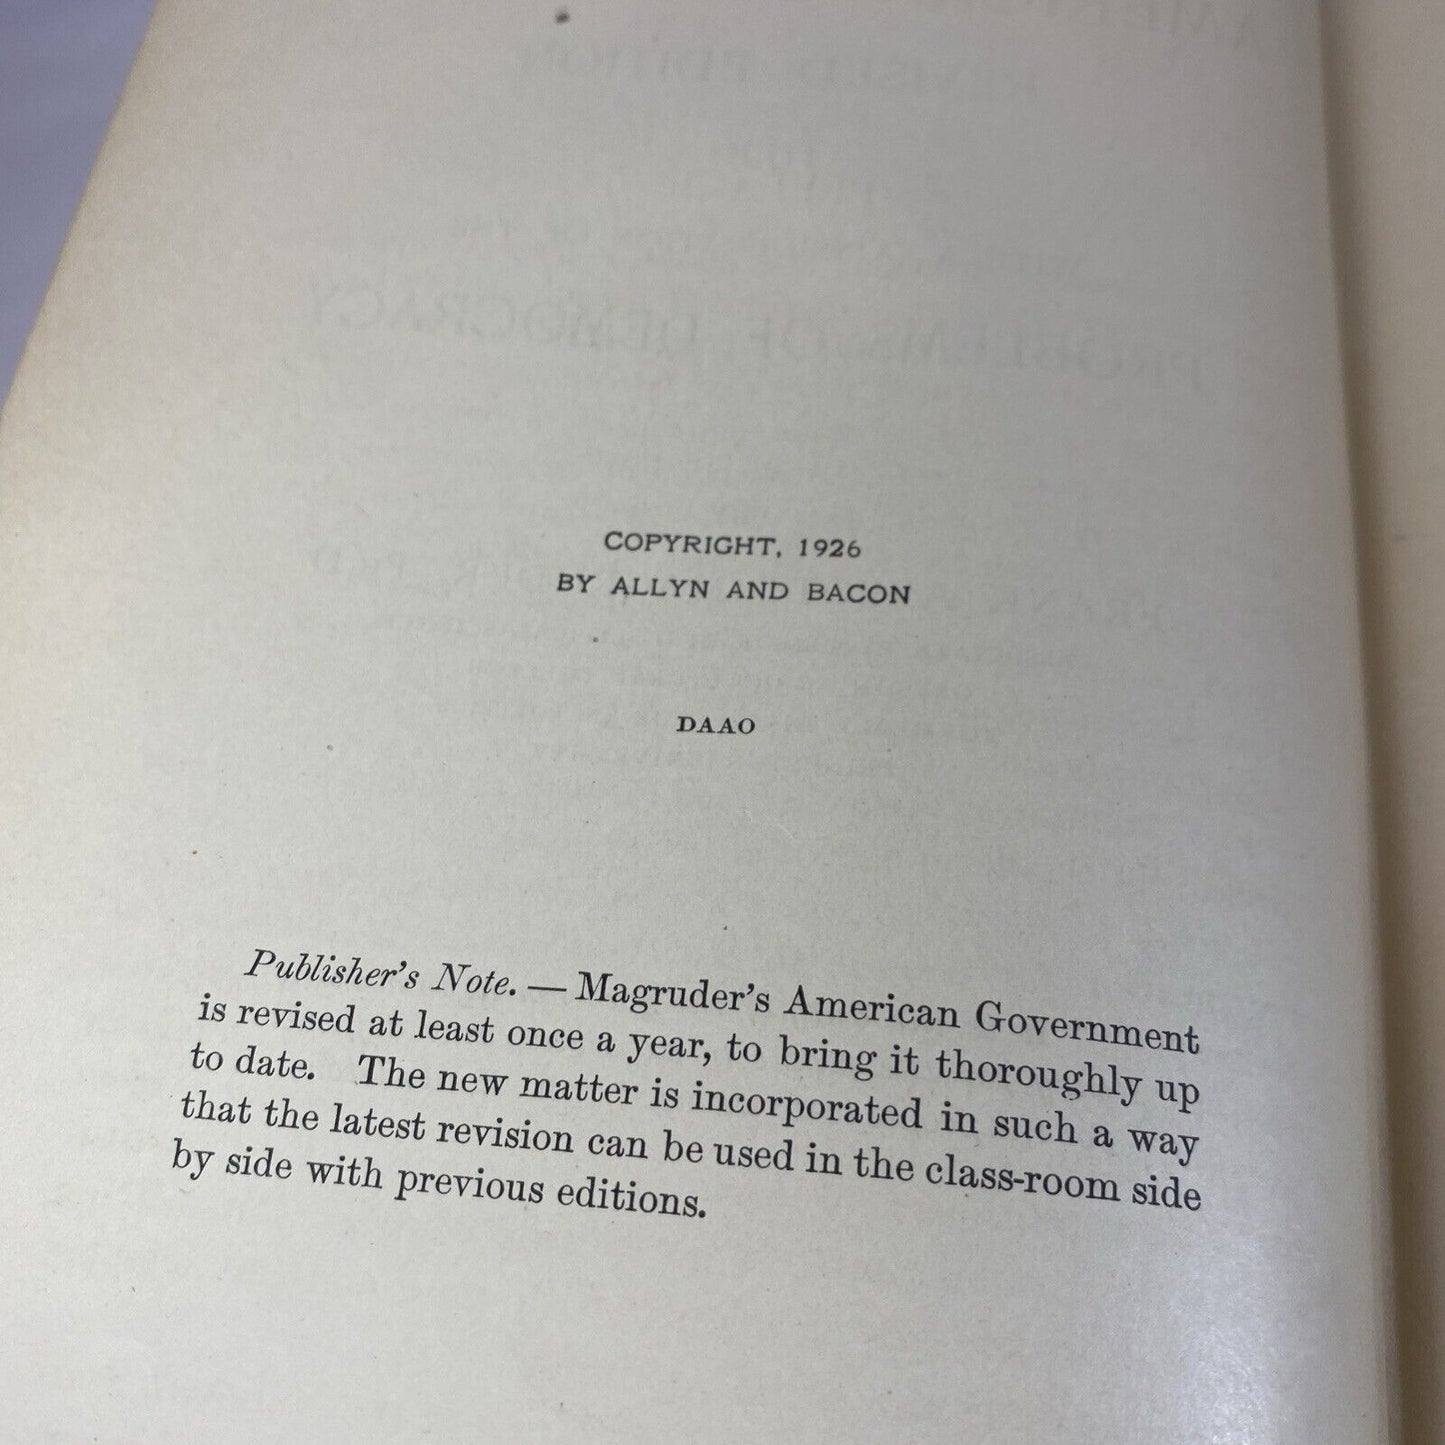 COPYRIGHT, 1926
BY ALLYN AND BACON
DAAO
Publisher's Note. — Magruder's American Government
is revised at least once a year, to bring it thoroughly up
to date. The new matter is incorporated in such a way
that the latest revision can be used in the class-room side
by side with previous editions.